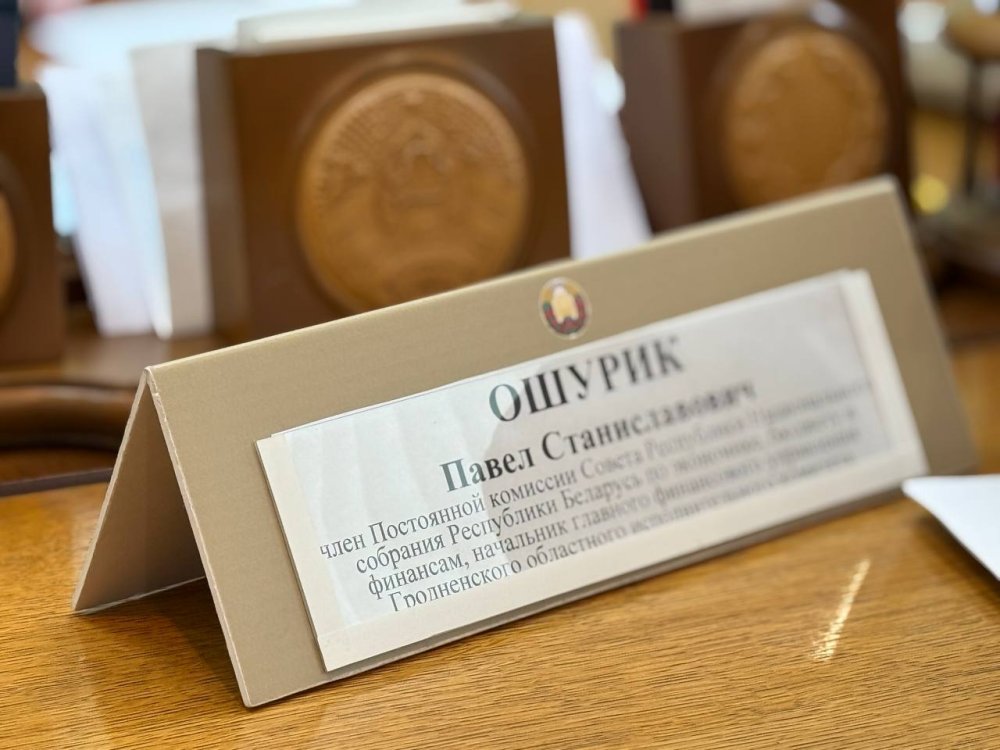 ОШУРИК
Павел Станиславович
член Постоянной комиссии Совета Республики Национального
собрания Республики Беларусь по экономике, бюджету и
финансам, начальник главного финансового управления
Гродненского областного исполнительного